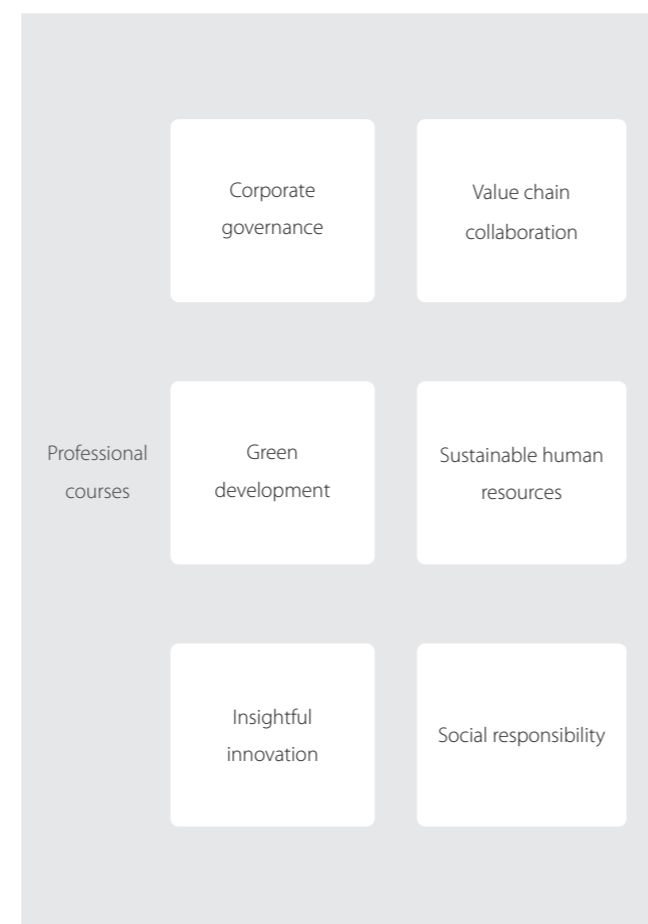 Professional
courses
Corporate
governance
Value chain
collaboration
Green
development
Sustainable human
resources
Insightful
innovation
Social responsibility